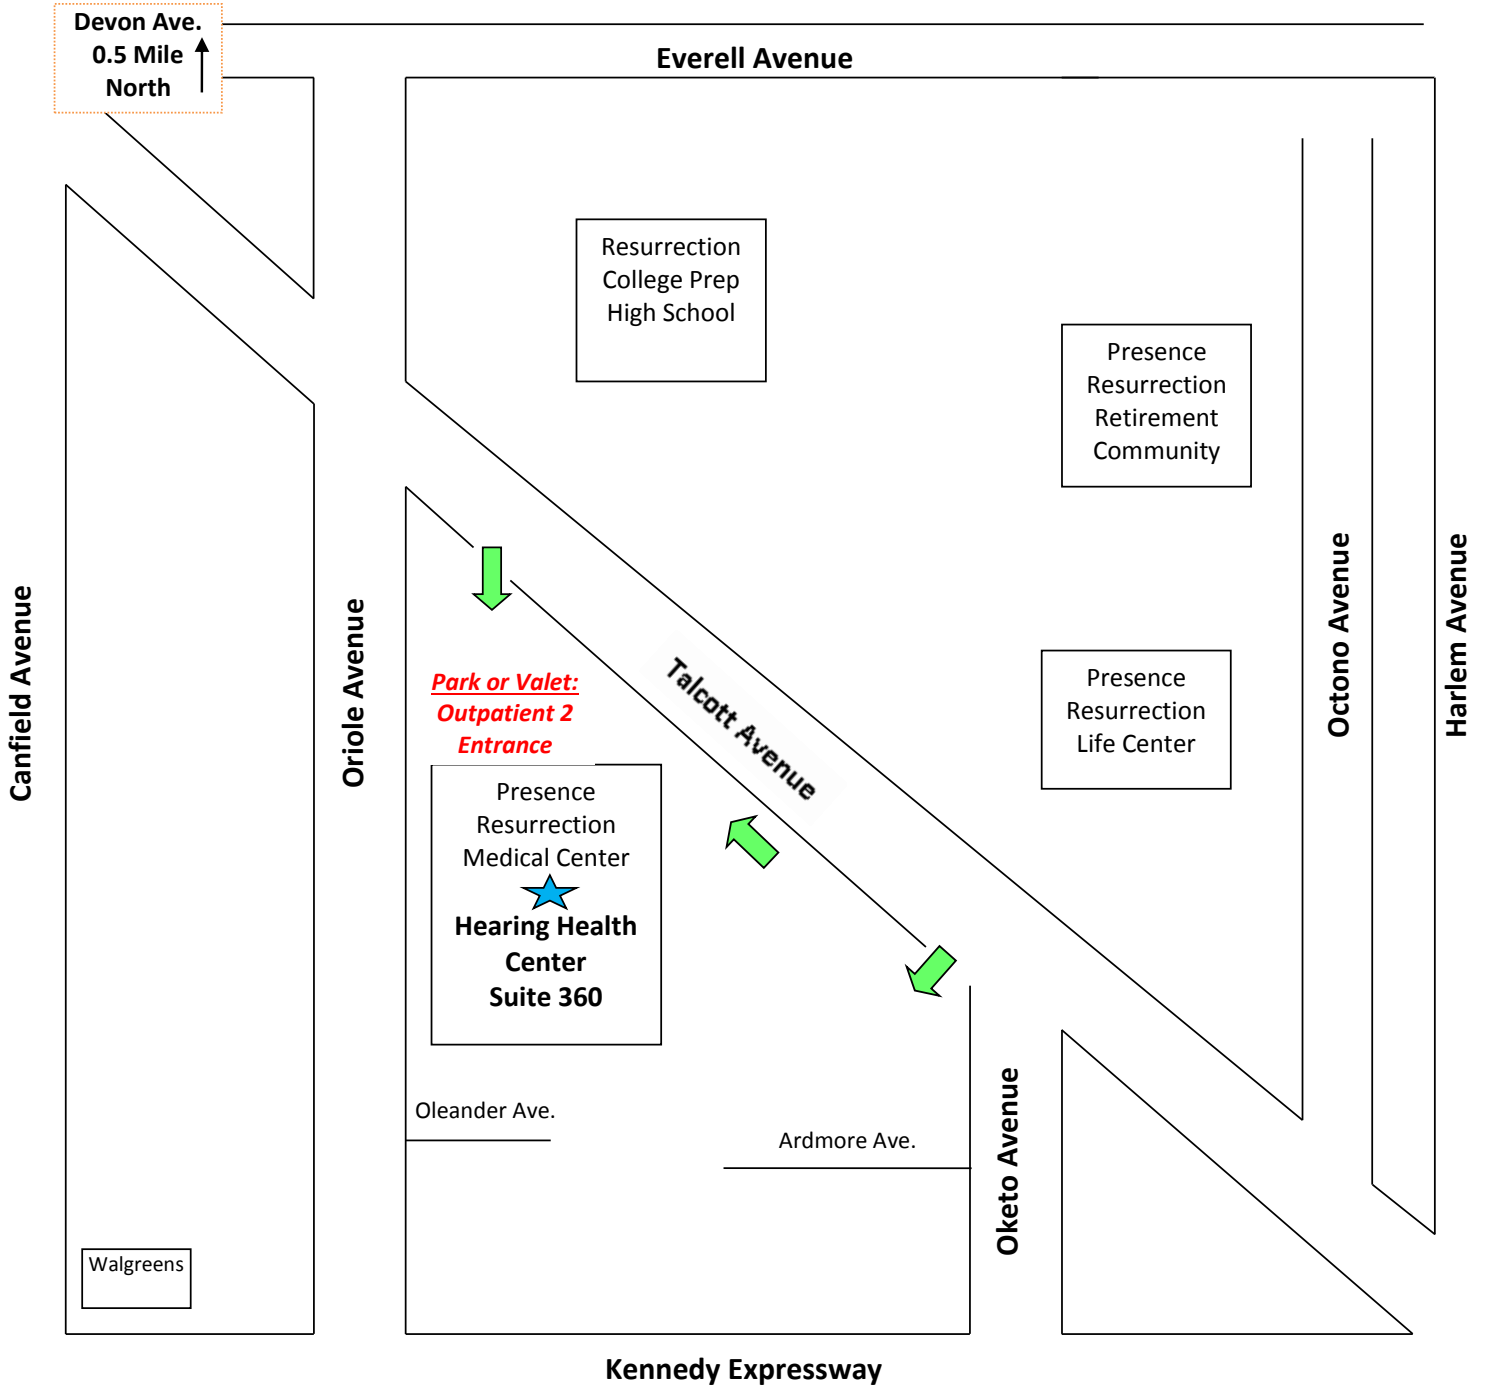 Devon Ave.
0.5 Mile
North
Everell Avenue
Resurrection
College Prep
High School
Presence
Resurrection
Retirement
Community
Canfield Avenue
Oriole Avenue
Park or Valet:
Outpatient 2
Entrance
Talcott Avenue
Presence
Resurrection
Life Center
Octono Avenue
Harlem Avenue
Presence
Resurrection
Medical Center
Hearing Health
Center
Suite 360
Oleander Ave.
Ardmore Ave.
Oketo Avenue
Walgreens
Kennedy Expressway